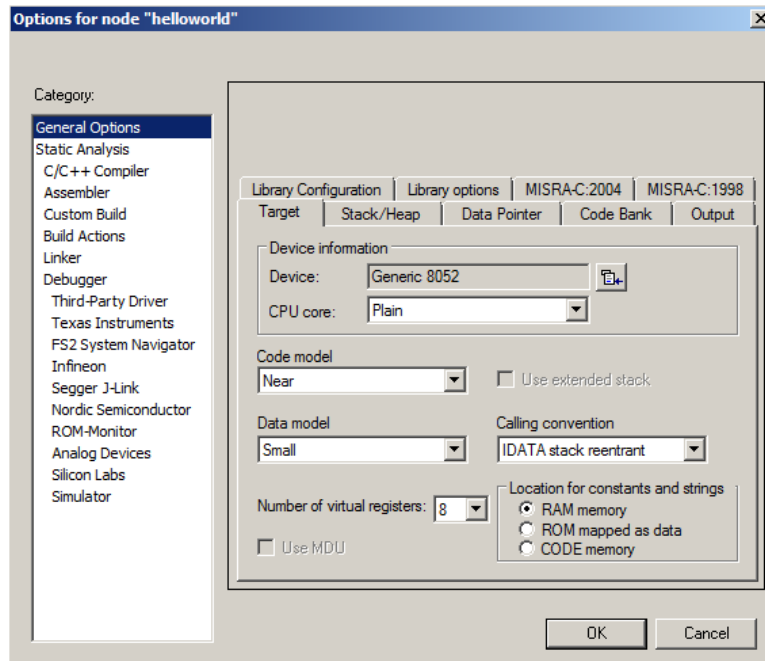 Options for node "helloworld"
Category:
General Options
Static Analysis
C/C++ Compiler
Assembler
Custom Build
Build Actions
Linker
Debugger
Third-Party Driver
Texas Instruments
FS2 System Navigator
Infineon
Segger J-Link
Nordic Semiconductor
ROM-Monitor
Analog Devices
Silicon Labs
Simulator
Library Configuration Library options MISRA-C:2004 MISRA-C:1998
Target Stack/Heap Data Pointer Code Bank Output
Device information
Device: Generic 8052
CPU core: Plain
Code model
Near Use extended stack
Data model Calling convention
Small IDATA stack reentrant
Number of virtual registers: 8
Use MDU
Location for constants and strings
RAM memory
ROM mapped as data
CODE memory
OK Cancel